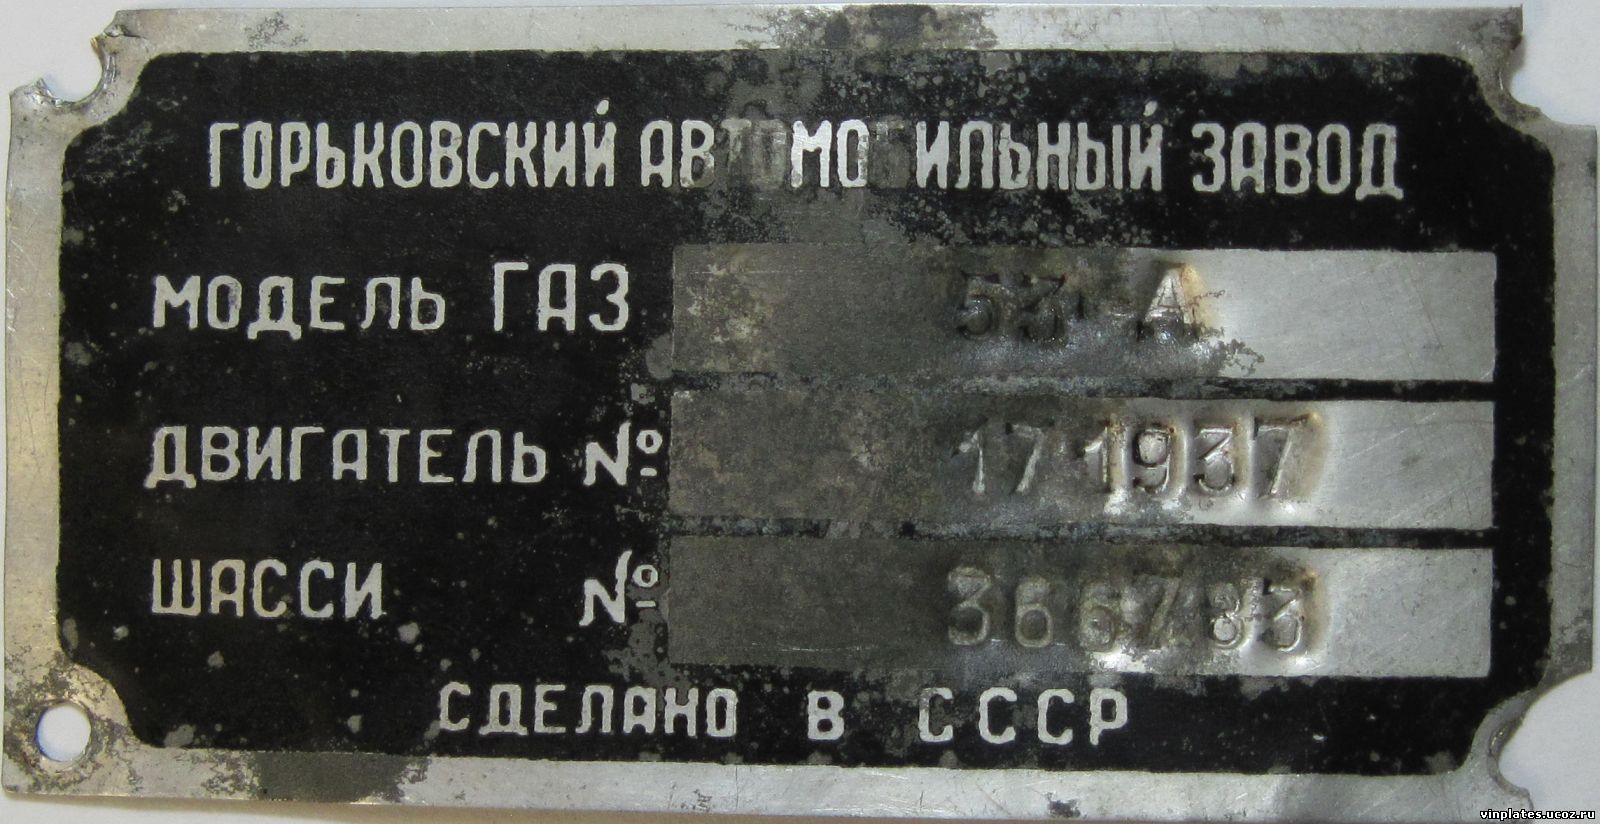 ГОРЬКОВСКИЙ АВТОМОБИЛЬНЫЙ ЗАВОД
МОДЕЛЬ ГАЗ 53-А
ДВИГАТЕЛЬ № 171937
ШАССИ № 366783
СДЕЛАНО В СССР
vinplates.ucoz.ru